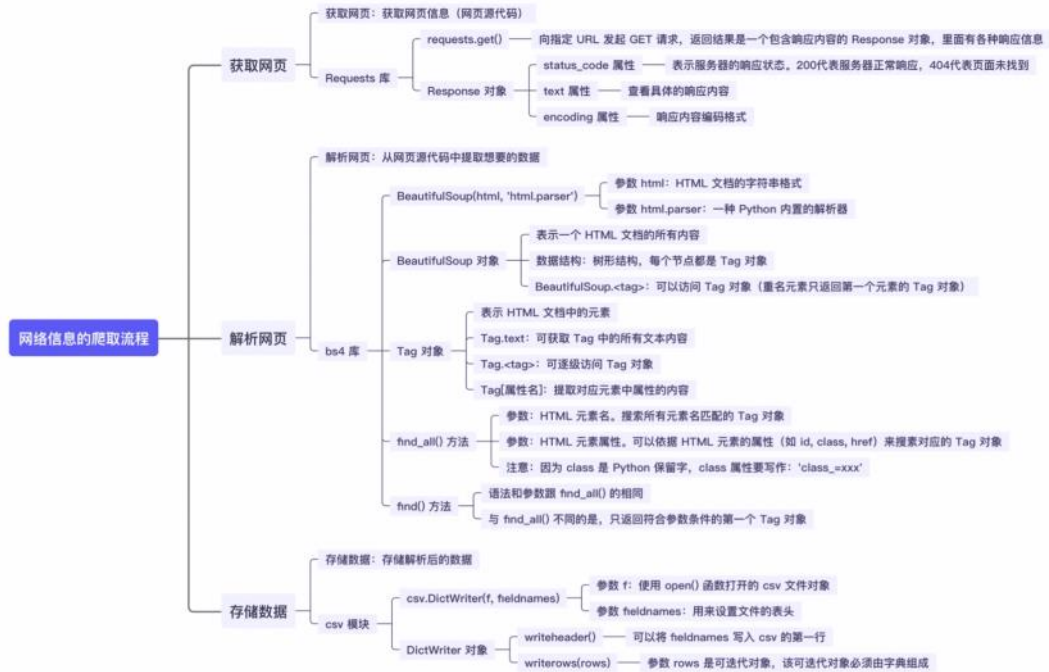 网络信息的爬取流程
获取网页
获取网页：获取网页信息（网页源代码）
Requests 库
requests.get()
向指定 URL 发起 GET 请求，返回结果是一个包含响应内容的 Response 对象，里面有各种响应信息
Response 对象
status_code 属性
表示服务器的响应状态。200代表服务器正常响应，404代表页面未找到
text 属性
查看具体的响应内容
encoding 属性
响应内容编码格式
解析网页
解析网页：从网页源代码中提取想要的数据
bs4 库
BeautifulSoup(html, 'html.parser')
参数 html：HTML 文档的字符串格式
参数 html.parser：一种 Python 内置的解析器
BeautifulSoup 对象
表示一个 HTML 文档的所有内容
数据结构：树形结构，每个节点都是 Tag 对象
BeautifulSoup.<tag>：可以访问 Tag 对象（重名元素只返回第一个元素的 Tag 对象）
Tag 对象
表示 HTML 文档中的元素
Tag.text：可获取 Tag 中的所有文本内容
Tag.<tag>：可逐级访问 Tag 对象
Tag[属性名]：提取对应元素中属性的内容
find_all() 方法
参数：HTML 元素名。搜索所有元素名匹配的 Tag 对象
参数：HTML 元素属性。可以依据 HTML 元素的属性（如 id, class, href）来搜素对应的 Tag 对象
注意：因为 class 是 Python 保留字，class 属性要写作：'class_=xxx'
find() 方法
语法和参数跟 find_all() 的相同
与 find_all() 不同的是，只返回符合参数条件的第一个 Tag 对象
存储数据
存储数据：存储解析后的数据
csv 模块
csv.DictWriter(f, fieldnames)
参数 f：使用 open() 函数打开的 csv 文件对象
参数 fieldnames：用来设置文件的表头
DictWriter 对象
writeheader()
可以将 fieldnames 写入 csv 的第一行
writerows(rows)
参数 rows 是可迭代对象，该可迭代对象必须由字典组成